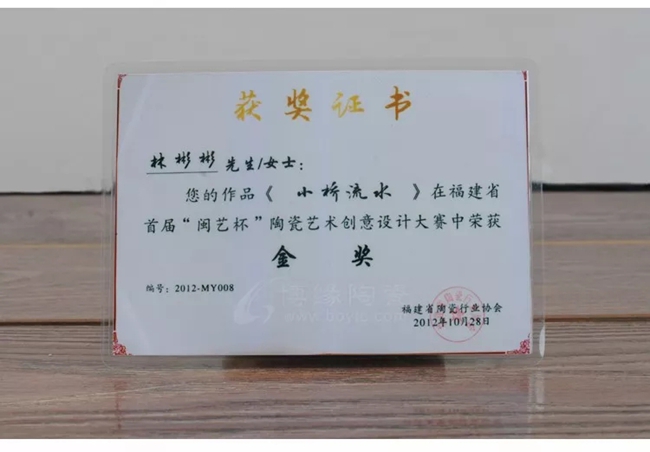 获奖证书
林彬彬 先生/女士：
您的作品《 小桥流水 》在福建省
首届“闽艺杯”陶瓷艺术创意设计大赛中荣获
金 奖
编号：2012-MY008
福建省陶瓷行业协会
2012年10月28日